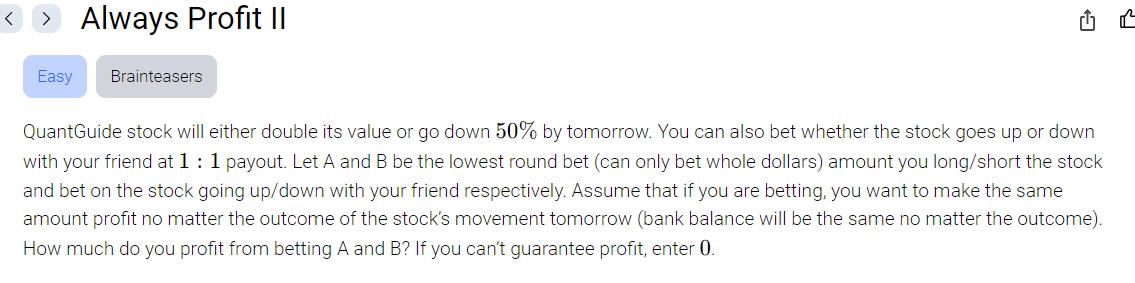 Always Profit II
Easy
Brainteasers
QuantGuide stock will either double its value or go down 50% by tomorrow. You can also bet whether the stock goes up or down
with your friend at 1 : 1 payout. Let A and B be the lowest round bet (can only bet whole dollars) amount you long/short the stock
and bet on the stock going up/down with your friend respectively. Assume that if you are betting, you want to make the same
amount profit no matter the outcome of the stock's movement tomorrow (bank balance will be the same no matter the outcome).
How much do you profit from betting A and B? If you can't guarantee profit, enter 0.